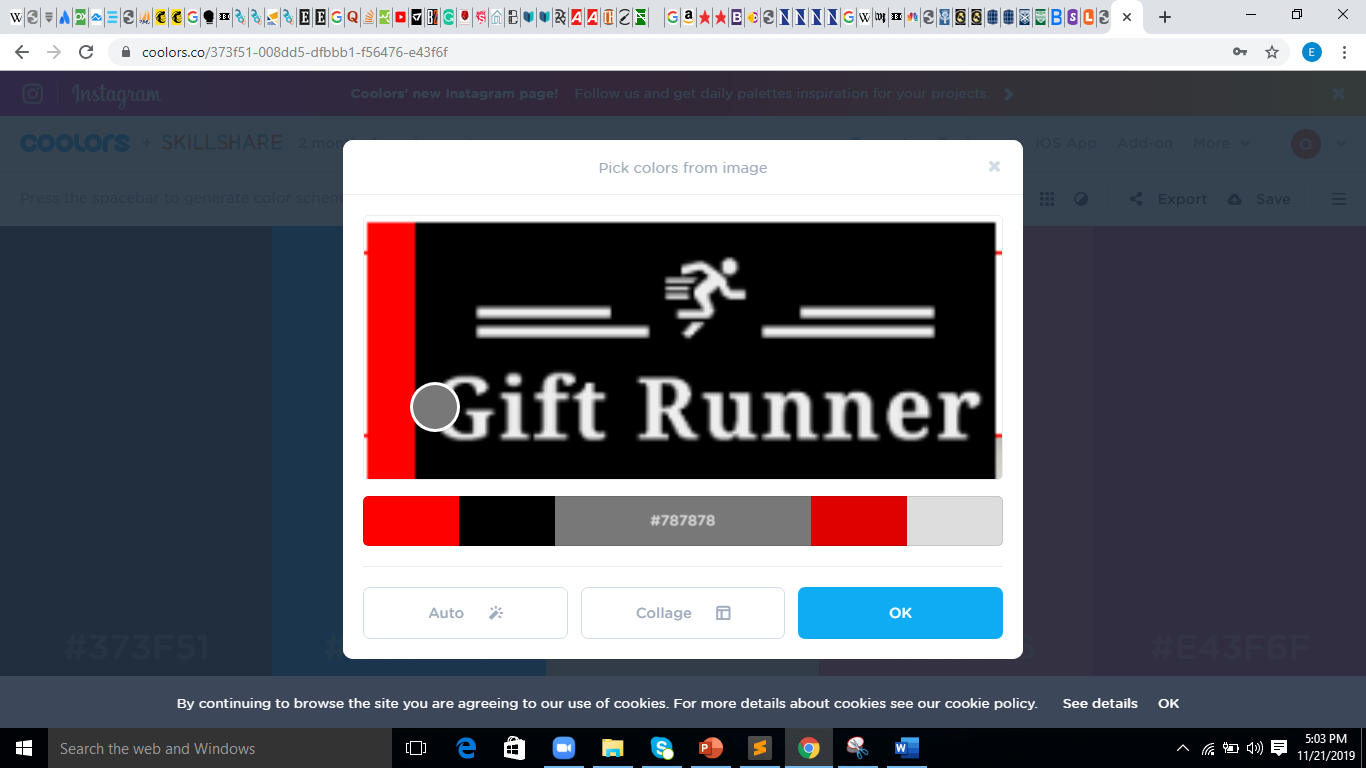 coolors.co/373f51-008dd5-dfbbb1-f56476-e43f6f
E
Instagram
Coolors' new Instagram page! Follow us and get daily palettes inspiration for your projects.
COOLORS + SKILLSHARE 2 mon
iOS App Add-on More O
Press the spacebar to generate color schem
Export Save
Pick colors from image
Gift Runner
#787878
Auto Collage OK
#373F51
#E43F6F
By continuing to browse the site you are agreeing to our use of cookies. For more details about cookies see our cookie policy. See details OK
Search the web and Windows
5:03 PM
11/21/2019